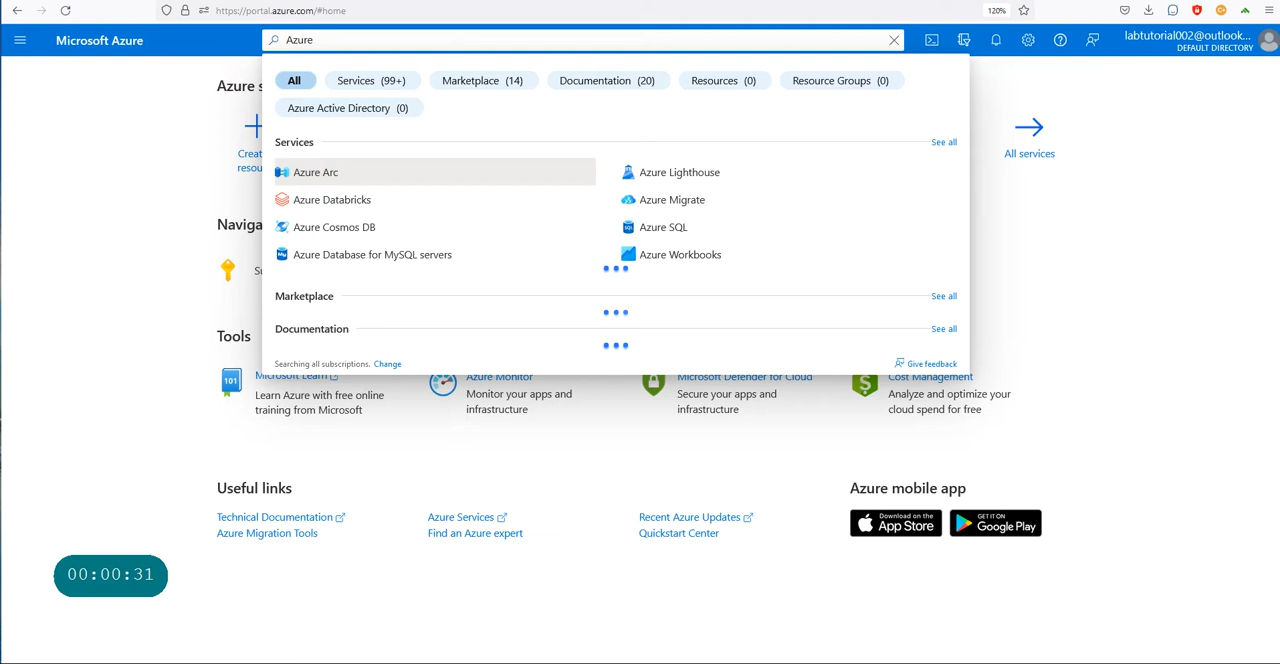 https://portal.azure.com/#home
120%
Microsoft Azure
Azure
labtutorial002@outlook...
DEFAULT DIRECTORY
Azure s
All
Services (99+)
Marketplace (14)
Documentation (20)
Resources (0)
Resource Groups (0)
Azure Active Directory (0)
Services
See all
Azure Arc
Azure Lighthouse
Azure Databricks
Azure Migrate
Azure Cosmos DB
Azure SQL
Azure Database for MySQL servers
Azure Workbooks
Marketplace
See all
Documentation
See all
Searching all subscriptions. Change
Give feedback
Creat
resou
All services
Naviga
Su
Tools
101
Microsoft Learn
Learn Azure with free online
training from Microsoft
Azure Monitor
Monitor your apps and
infrastructure
Microsoft Defender for Cloud
Secure your apps and
infrastructure
Cost Management
Analyze and optimize your
cloud spend for free
Useful links
Technical Documentation
Azure Services
Recent Azure Updates
Azure Migration Tools
Find an Azure expert
Quickstart Center
Azure mobile app
Download on the
App Store
GET IT ON
Google Play
00:00:31